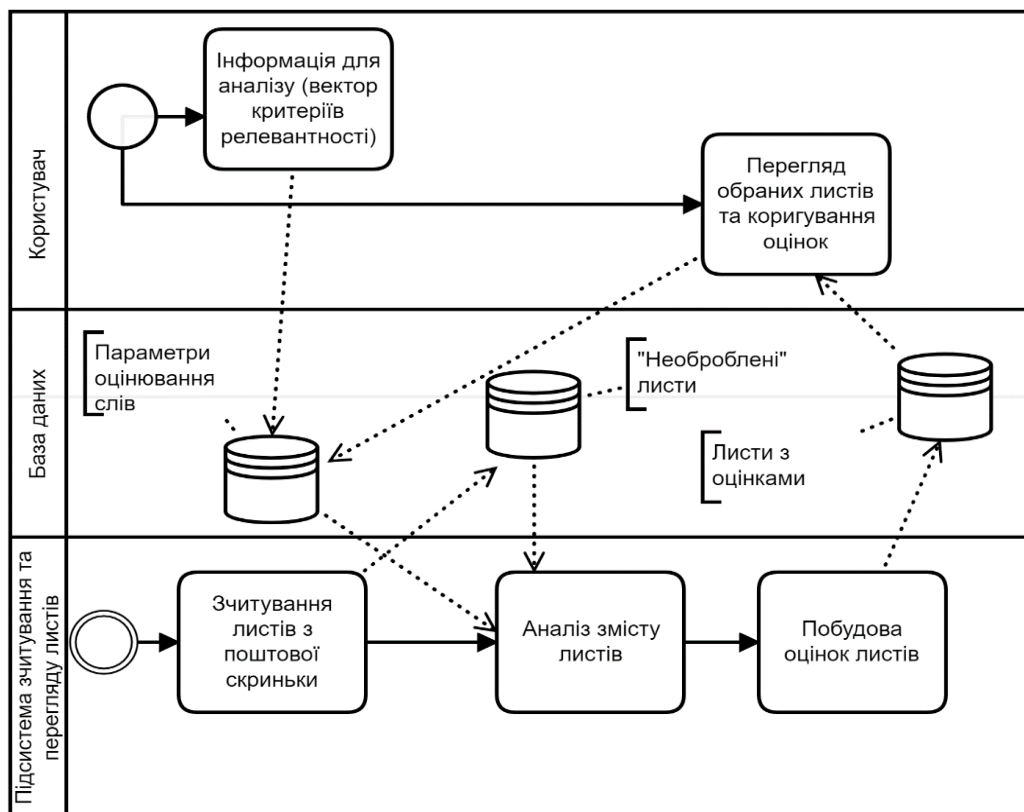 Користувач
Інформація для
аналізу (вектор
критеріїв
релевантності)
Перегляд
обраних листів
та коригування
оцінок
База даних
Параметри
оцінювання
слів
"Необроблені"
листи
Листи з
оцінками
Підсистема зчитування та
перегляду листів
Зчитування
листів з
поштової
скриньки
Аналіз змісту
листів
Побудова
оцінок листів